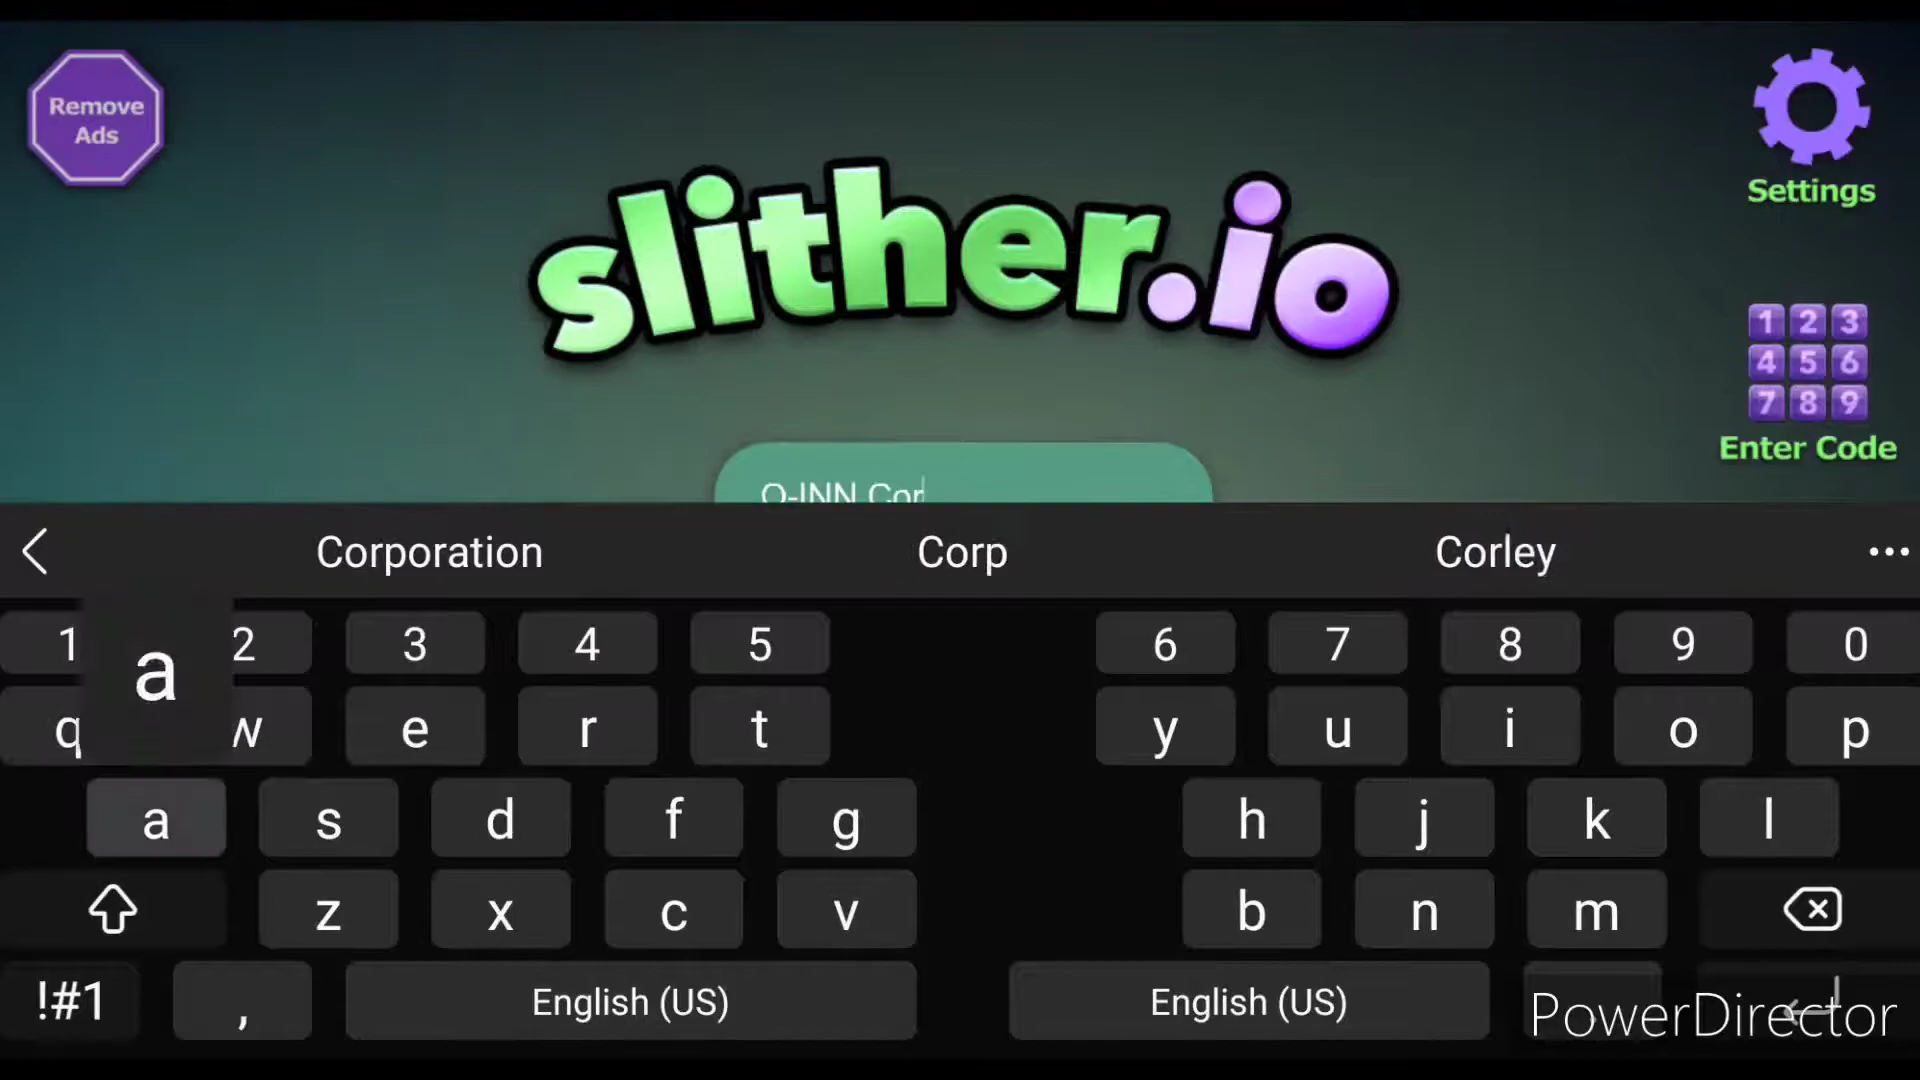 Remove
Ads
slither.io
Settings
1 2 3
4 5 6
7 8 9
Enter Code
O-INN Cor
Corporation Corp Corley
1 2 3 4 5 6 7 8 9 0
a
q w e r t y u i o p
a s d f g h j k l
z x c v b n m
!#1 , English (US) English (US)
PowerDirector